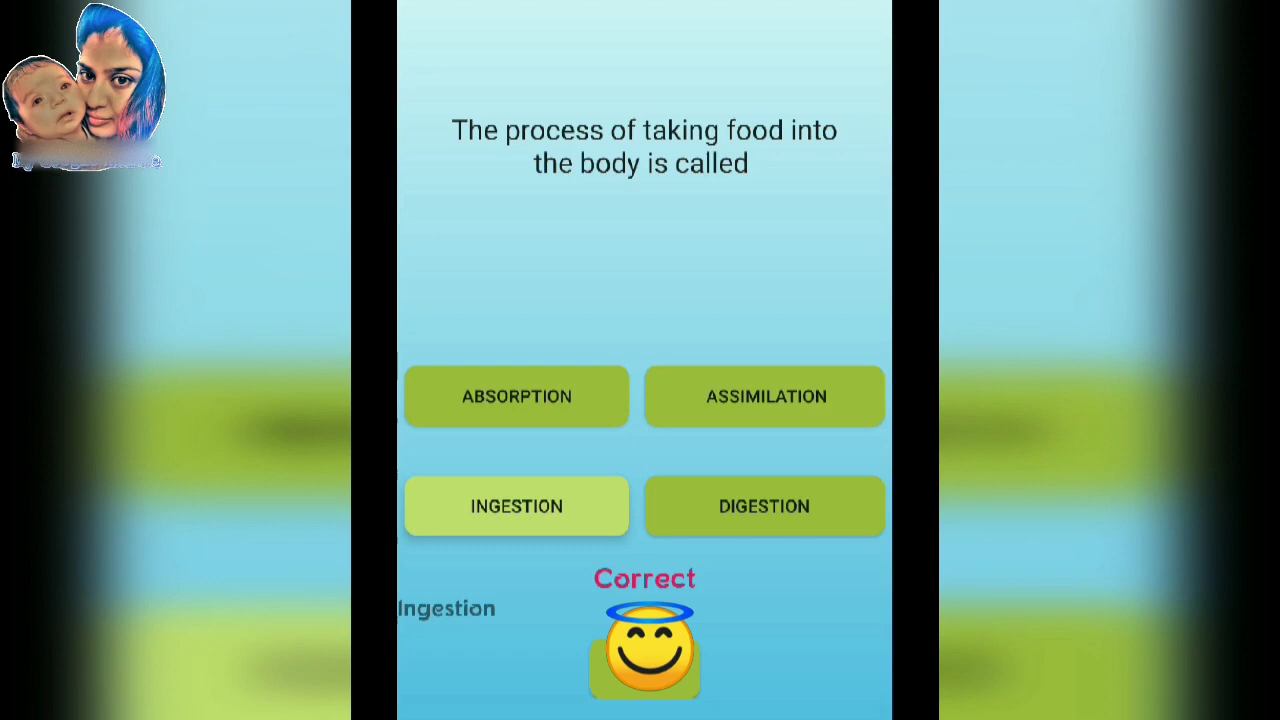 The process of taking food into
the body is called
ABSORPTION
ASSIMILATION
INGESTION
DIGESTION
Correct
Ingestion